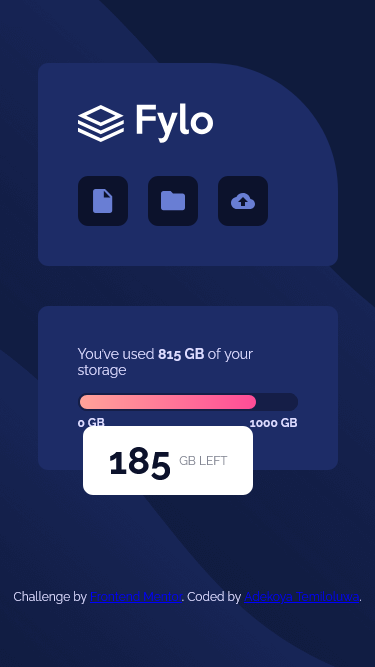 Fylo
You've used 815 GB of your
storage
0 GB
1000 GB
185 GB LEFT
Challenge by Frontend Mentor. Coded by